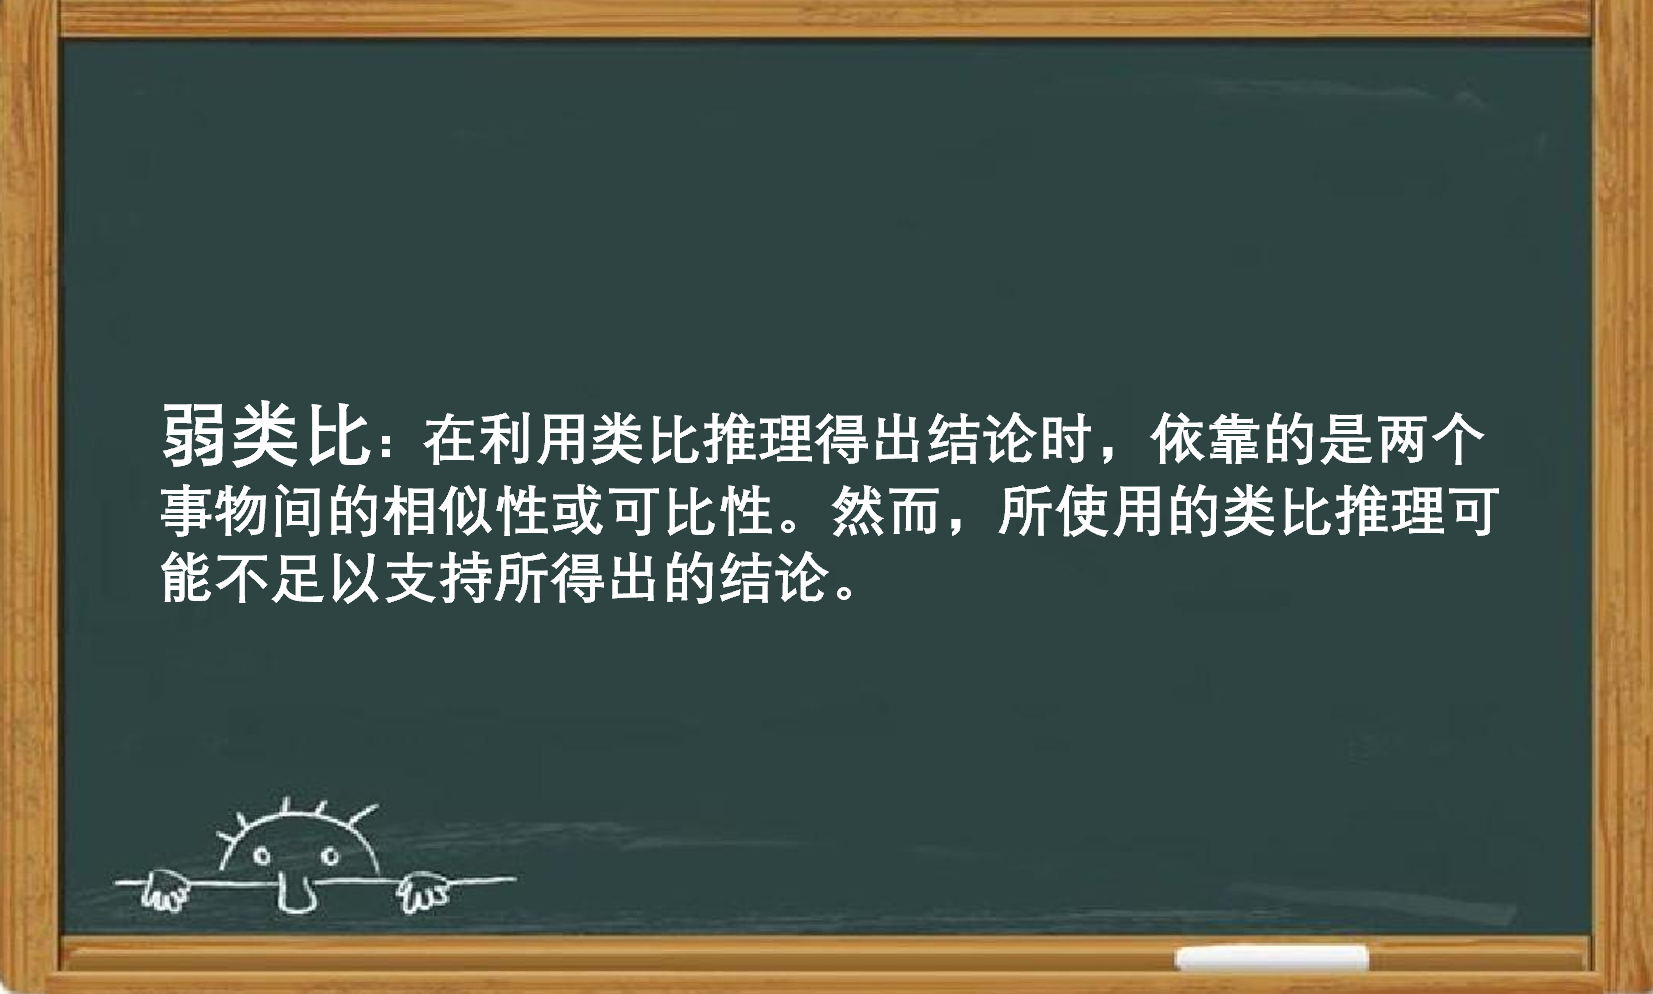 弱类比：在利用类比推理得出结论时，依靠的是两个
事物间的相似性或可比性。然而，所使用的类比推理可
能不足以支持所得出的结论。